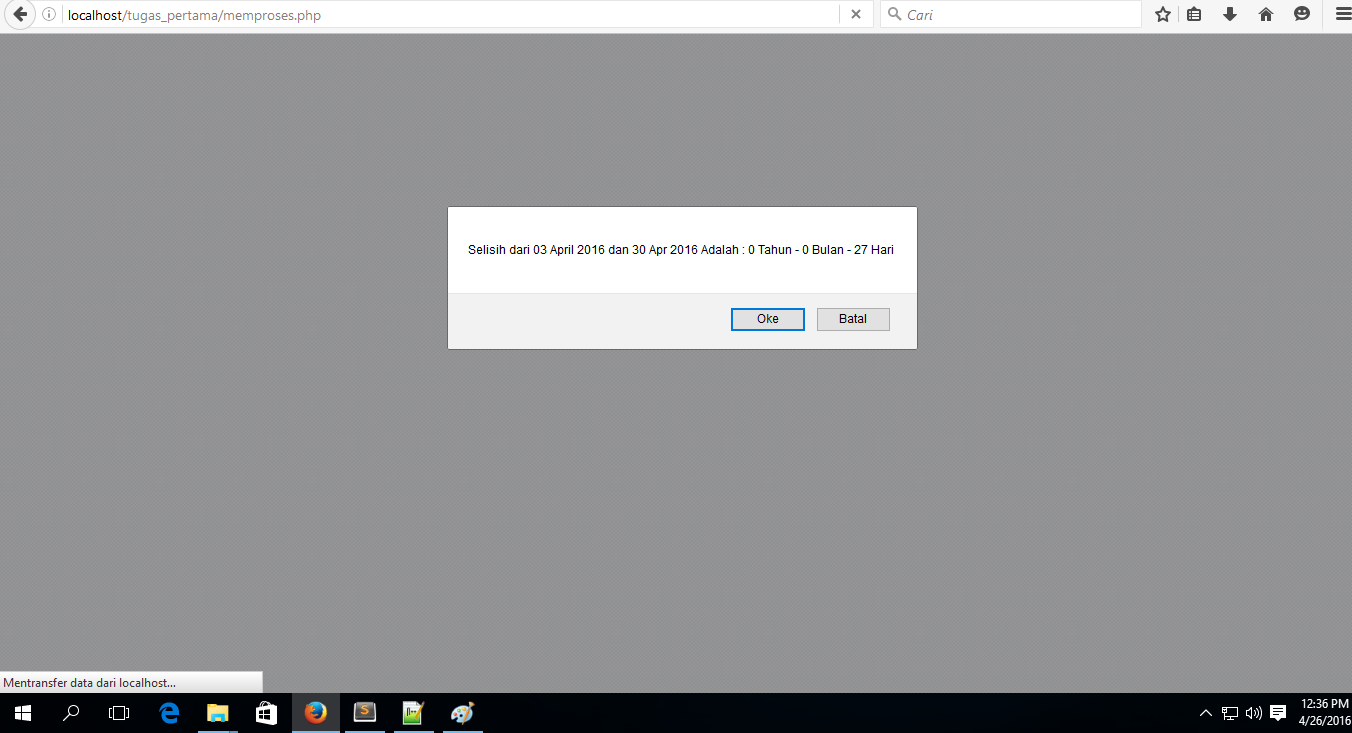 localhost/tugas_pertama/memproses.php
Cari
Selisih dari 03 April 2016 dan 30 Apr 2016 Adalah : 0 Tahun - 0 Bulan - 27 Hari
Oke
Batal
Mentransfer data dari localhost...
12:36 PM
4/26/2016